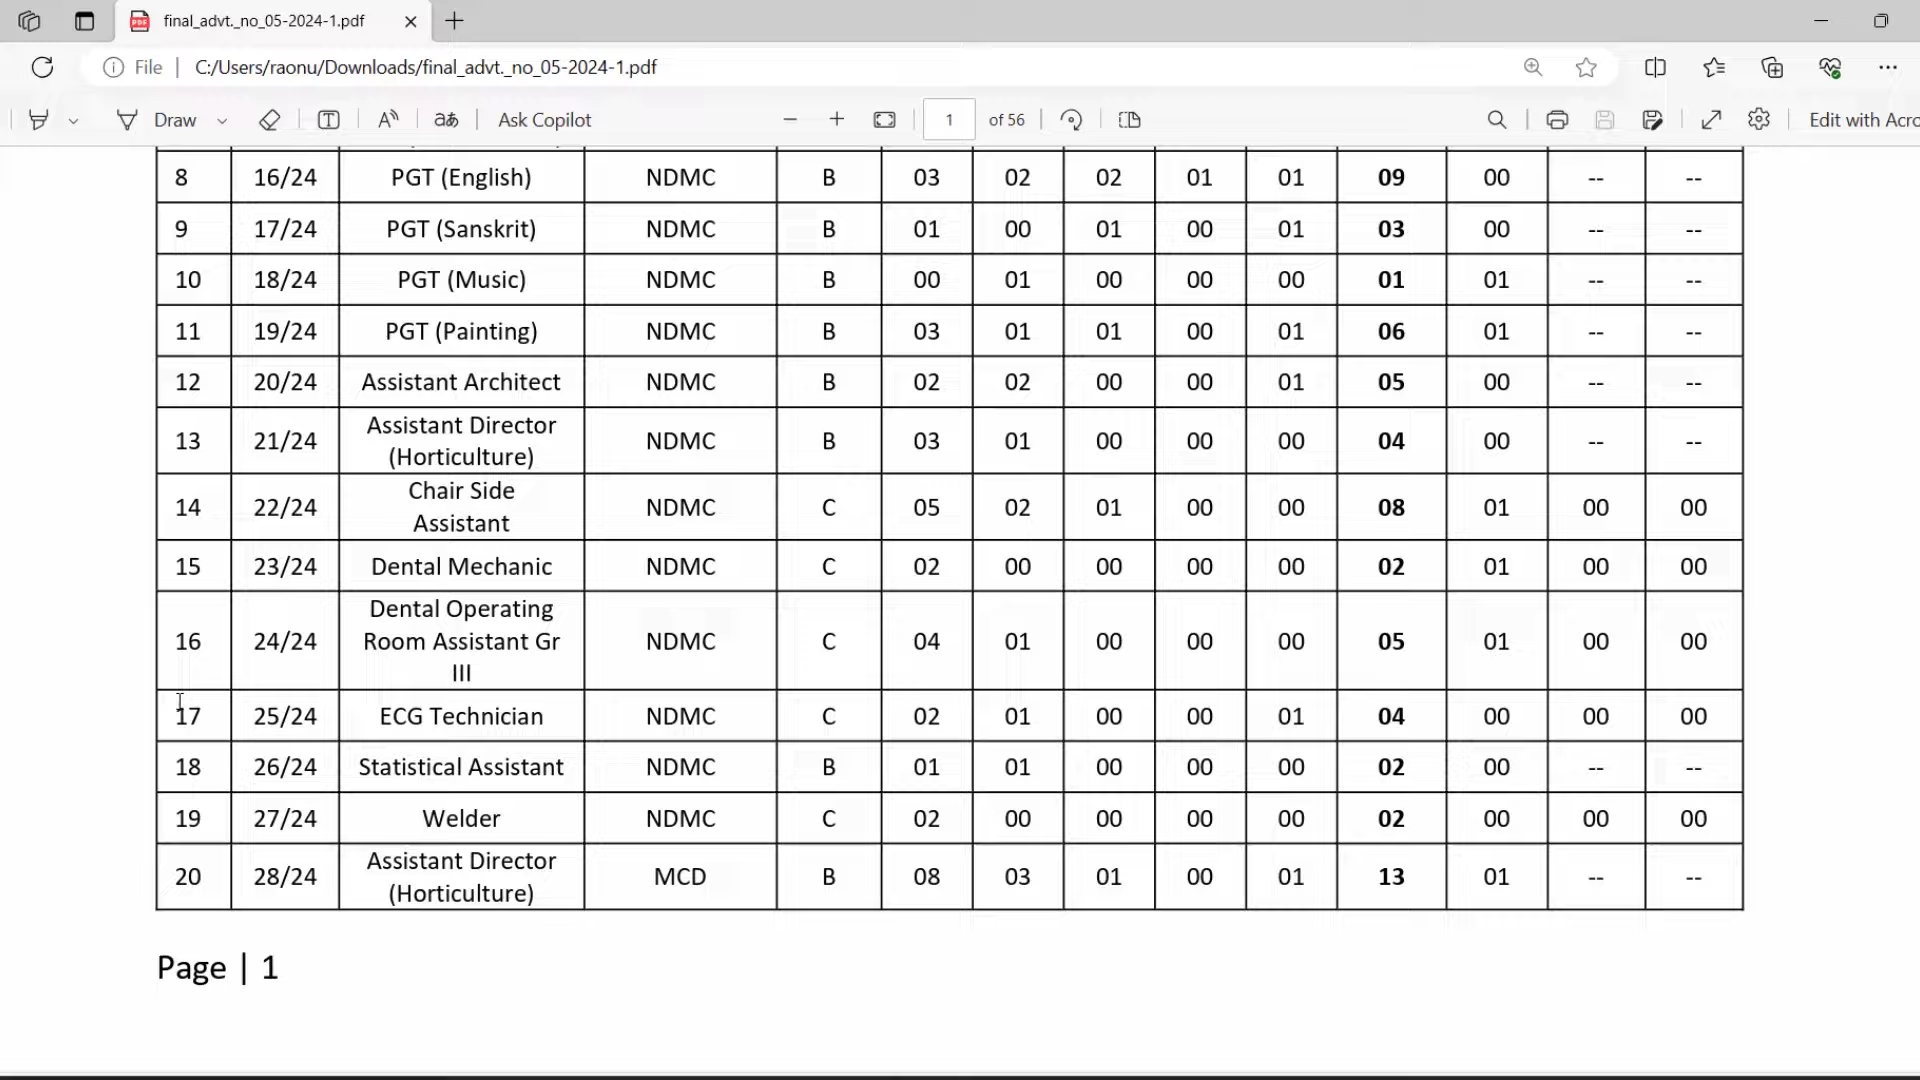 final_advt._no_05-2024-1.pdf
File C:/Users/raonu/Downloads/final_advt._no_05-2024-1.pdf
Draw Ask Copilot 1 of 56 Edit with Acro
8 16/24 PGT (English) NDMC B 03 02 02 01 01 09 00 -- --
9 17/24 PGT (Sanskrit) NDMC B 01 00 01 00 01 03 00 -- --
10 18/24 PGT (Music) NDMC B 00 01 00 00 00 01 01 -- --
11 19/24 PGT (Painting) NDMC B 03 01 01 00 01 06 01 -- --
12 20/24 Assistant Architect NDMC B 02 02 00 00 01 05 00 -- --
Assistant Director
13 21/24 (Horticulture) NDMC B 03 01 00 00 00 04 00 -- --
Chair Side
14 22/24 Assistant NDMC C 05 02 01 00 00 08 01 00 00
15 23/24 Dental Mechanic NDMC C 02 00 00 00 00 02 01 00 00
Dental Operating
16 24/24 Room Assistant Gr NDMC C 04 01 00 00 00 05 01 00 00
III
17 25/24 ECG Technician NDMC C 02 01 00 00 01 04 00 00 00
18 26/24 Statistical Assistant NDMC B 01 01 00 00 00 02 00 -- --
19 27/24 Welder NDMC C 02 00 00 00 00 02 00 00 00
Assistant Director
20 28/24 (Horticulture) MCD B 08 03 01 00 01 13 01 -- --
Page | 1